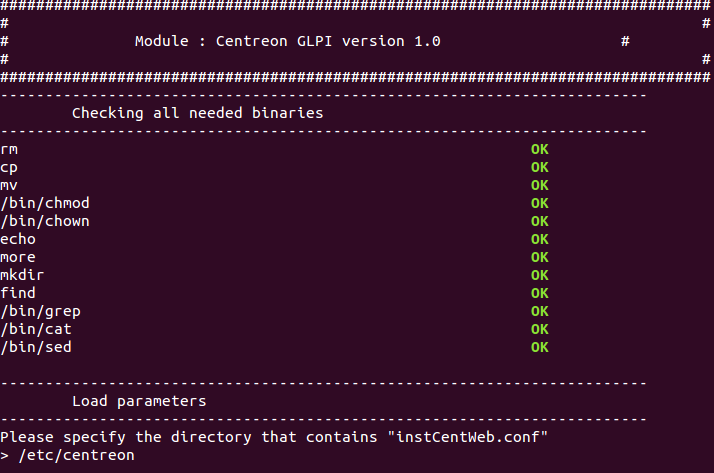 ###############################################################################
#                                                                             #
#              Module : Centreon GLPI version 1.0                    #
#                                                                             #
###############################################################################
------------------------------------------------------------------------
        Checking all needed binaries
------------------------------------------------------------------------
rm                                                         OK
cp                                                         OK
mv                                                         OK
/bin/chmod                                                 OK
/bin/chown                                                 OK
echo                                                       OK
more                                                       OK
mkdir                                                      OK
find                                                       OK
/bin/grep                                                  OK
/bin/cat                                                   OK
/bin/sed                                                   OK

------------------------------------------------------------------------
        Load parameters
------------------------------------------------------------------------
Please specify the directory that contains "instCentWeb.conf"
> /etc/centreon